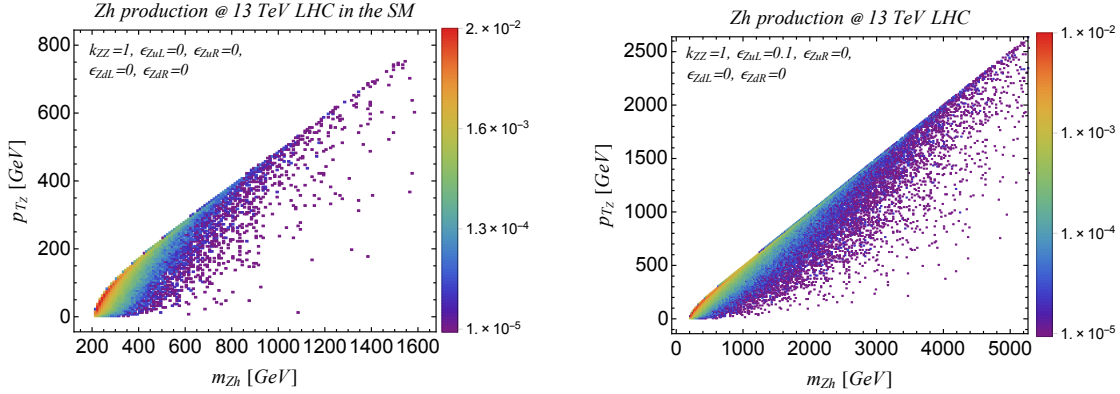 Zh production @ 13 TeV LHC in the SM
k_ZZ=1, ϵ_ZuL=0, ϵ_ZuR=0,
ϵ_ZdL=0, ϵ_ZdR=0
800
600
400
200
0
200 400 600 800 1000 1200 1400 1600
p_T_Z [GeV]
m_Zh [GeV]
2. × 10⁻²
1.6 × 10⁻³
1.3 × 10⁻⁴
1. × 10⁻⁵
Zh production @ 13 TeV LHC
k_ZZ=1, ϵ_ZuL=0.1, ϵ_ZuR=0,
ϵ_ZdL=0, ϵ_ZdR=0
2500
2000
1500
1000
500
0
0 1000 2000 3000 4000 5000
p_T_Z [GeV]
m_Zh [GeV]
1. × 10⁻²
1. × 10⁻³
1. × 10⁻⁴
1. × 10⁻⁵